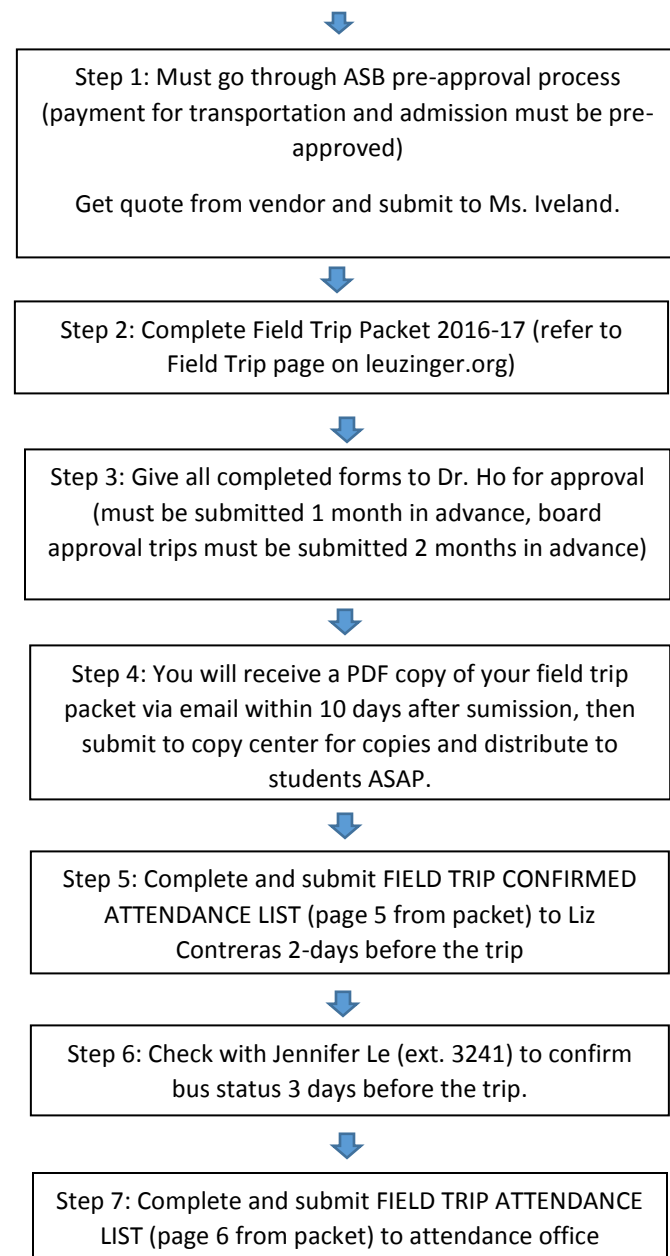 Step 1: Must go through ASB pre-approval process
(payment for transportation and admission must be pre-
approved)
Get quote from vendor and submit to Ms. Iveland.
Step 2: Complete Field Trip Packet 2016-17 (refer to
Field Trip page on leuzinger.org)
Step 3: Give all completed forms to Dr. Ho for approval
(must be submitted 1 month in advance, board
approval trips must be submitted 2 months in advance)
Step 4: You will receive a PDF copy of your field trip
packet via email within 10 days after sumission, then
submit to copy center for copies and distribute to
students ASAP.
Step 5: Complete and submit FIELD TRIP CONFIRMED
ATTENDANCE LIST (page 5 from packet) to Liz
Contreras 2-days before the trip
Step 6: Check with Jennifer Le (ext. 3241) to confirm
bus status 3 days before the trip.
Step 7: Complete and submit FIELD TRIP ATTENDANCE
LIST (page 6 from packet) to attendance office